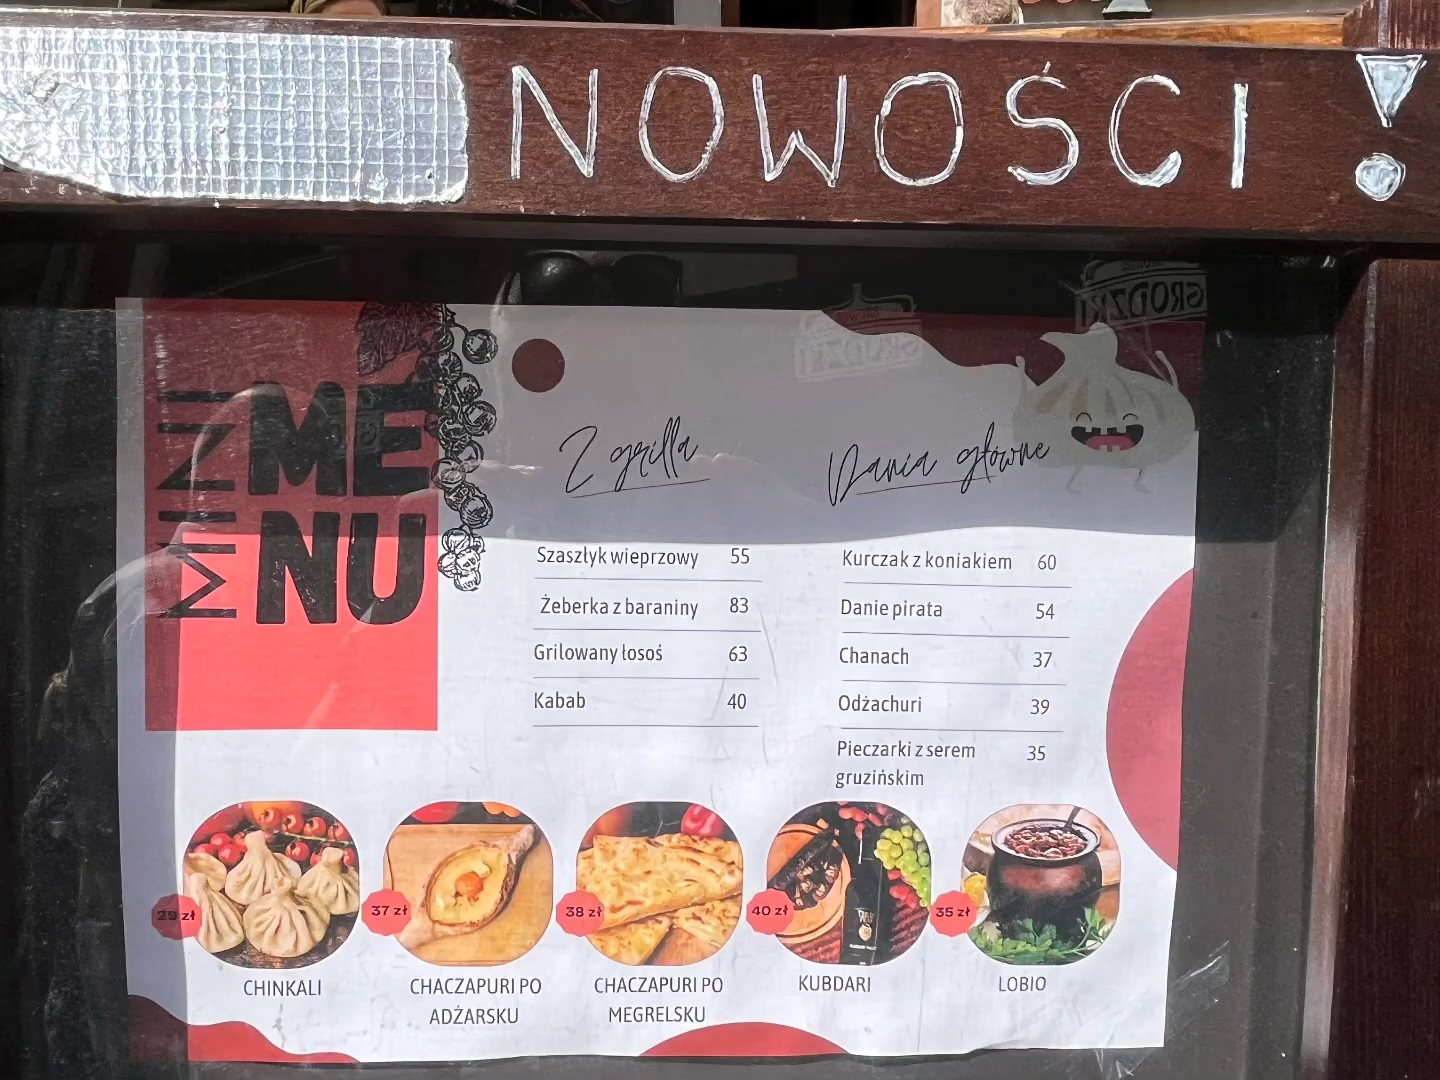 NOWOŚCI!
MINI MENU
GRODZKI
GRODZKI
Z grilla
Szaszłyk wieprzowy 55
Żeberka z baraniny 83
Grilowany łosoś 63
Kabab 40
Dania główne
Kurczak z koniakiem 60
Danie pirata 54
Chanach 37
Odżachuri 39
Pieczarki z serem 35
gruzińskim
29 zł
CHINKALI
37 zł
CHACZAPURI PO
ADŻARSKU
38 zł
CHACZAPURI PO
MEGRELSKU
40 zł
KUBDARI
35 zł
LOBIO